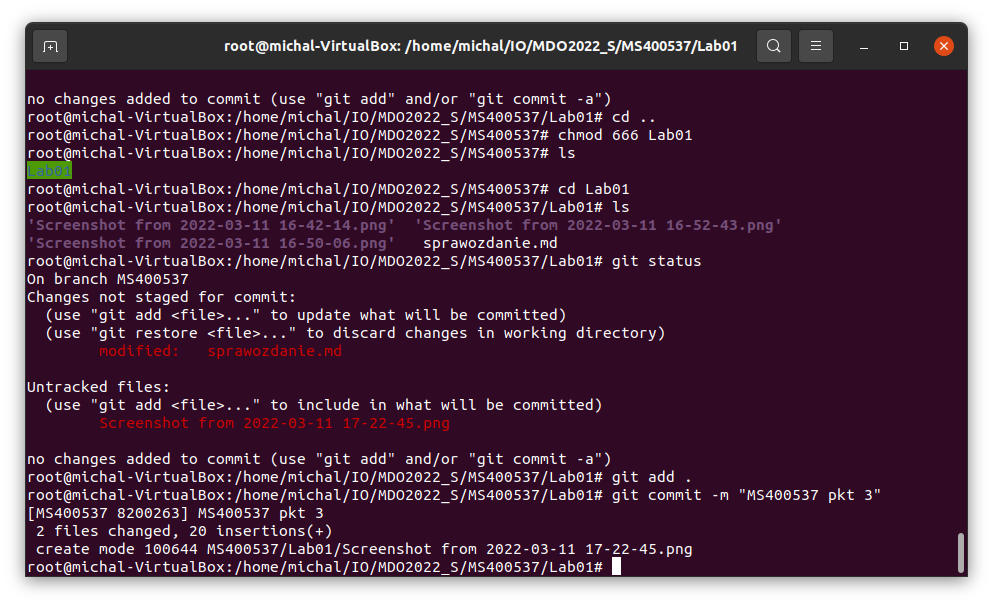 root@michal-VirtualBox: /home/michal/IO/MDO2022_S/MS400537/Lab01
no changes added to commit (use "git add" and/or "git commit -a")
root@michal-VirtualBox:/home/michal/IO/MDO2022_S/MS400537/Lab01# cd ..
root@michal-VirtualBox:/home/michal/IO/MDO2022_S/MS400537# chmod 666 Lab01
root@michal-VirtualBox:/home/michal/IO/MDO2022_S/MS400537# ls
Lab01
root@michal-VirtualBox:/home/michal/IO/MDO2022_S/MS400537# cd Lab01
root@michal-VirtualBox:/home/michal/IO/MDO2022_S/MS400537/Lab01# ls
'Screenshot from 2022-03-11 16-42-14.png'  'Screenshot from 2022-03-11 16-52-43.png'
'Screenshot from 2022-03-11 16-50-06.png'   sprawozdanie.md
root@michal-VirtualBox:/home/michal/IO/MDO2022_S/MS400537/Lab01# git status
On branch MS400537
Changes not staged for commit:
  (use "git add <file>..." to update what will be committed)
  (use "git restore <file>..." to discard changes in working directory)
        modified:   sprawozdanie.md
Untracked files:
  (use "git add <file>..." to include in what will be committed)
        Screenshot from 2022-03-11 17-22-45.png
no changes added to commit (use "git add" and/or "git commit -a")
root@michal-VirtualBox:/home/michal/IO/MDO2022_S/MS400537/Lab01# git add .
root@michal-VirtualBox:/home/michal/IO/MDO2022_S/MS400537/Lab01# git commit -m "MS400537 pkt 3"
[MS400537 8200263] MS400537 pkt 3
 2 files changed, 20 insertions(+)
 create mode 100644 MS400537/Lab01/Screenshot from 2022-03-11 17-22-45.png
root@michal-VirtualBox:/home/michal/IO/MDO2022_S/MS400537/Lab01#